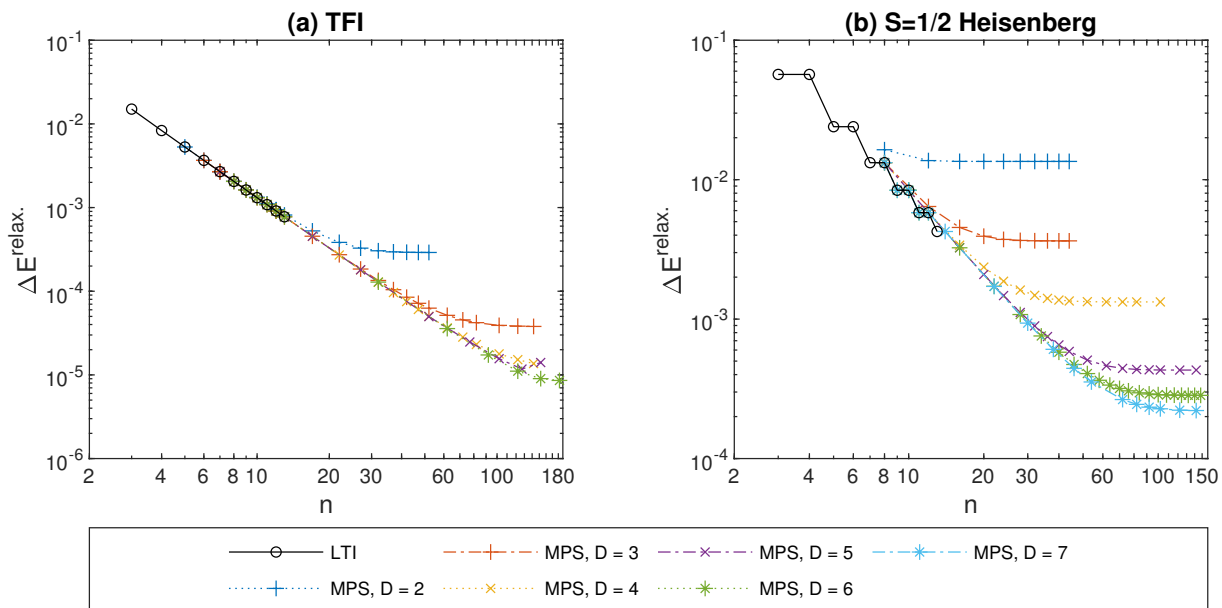 (a) TFI
10^-1
10^-2
10^-3
10^-4
10^-5
10^-6
ΔE^relax.
2 4 6 8 10 20 30 60 100 180
n
(b) S=1/2 Heisenberg
10^-1
10^-2
10^-3
10^-4
ΔE^relax.
2 4 6 8 10 20 30 60 100 150
n
LTI
MPS, D = 2
MPS, D = 3
MPS, D = 4
MPS, D = 5
MPS, D = 6
MPS, D = 7